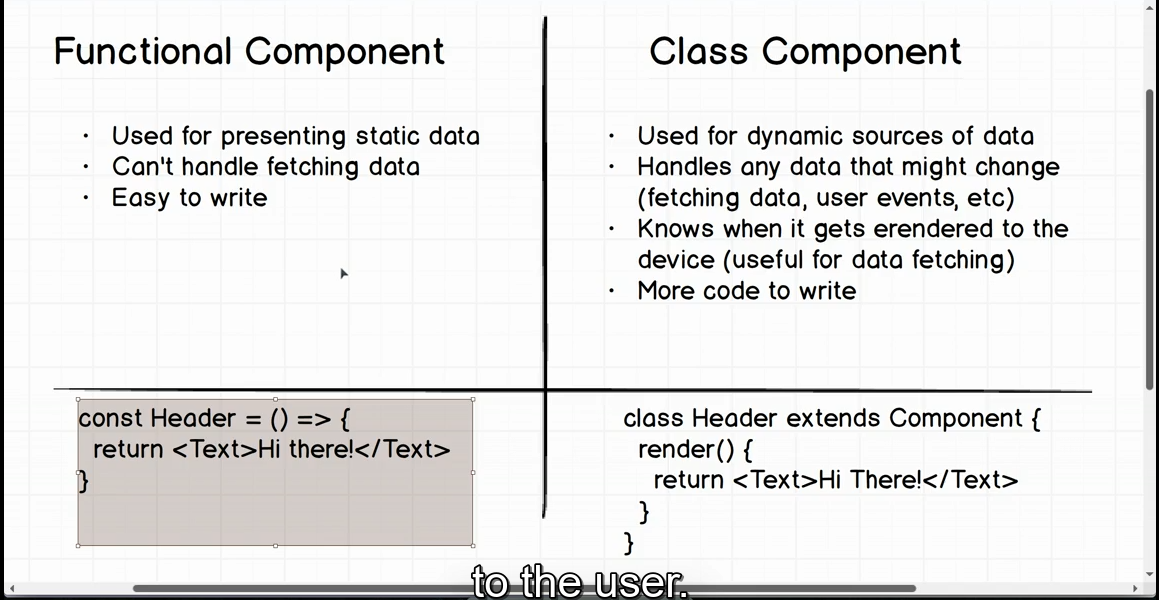 Functional Component
· Used for presenting static data
· Can't handle fetching data
· Easy to write
Class Component
· Used for dynamic sources of data
· Handles any data that might change
(fetching data, user events, etc)
· Knows when it gets erendered to the
device (useful for data fetching)
· More code to write
const Header = () => {
return <Text>Hi there!</Text>
}
class Header extends Component {
render() {
return <Text>Hi There!</Text>
}
}
to the user.